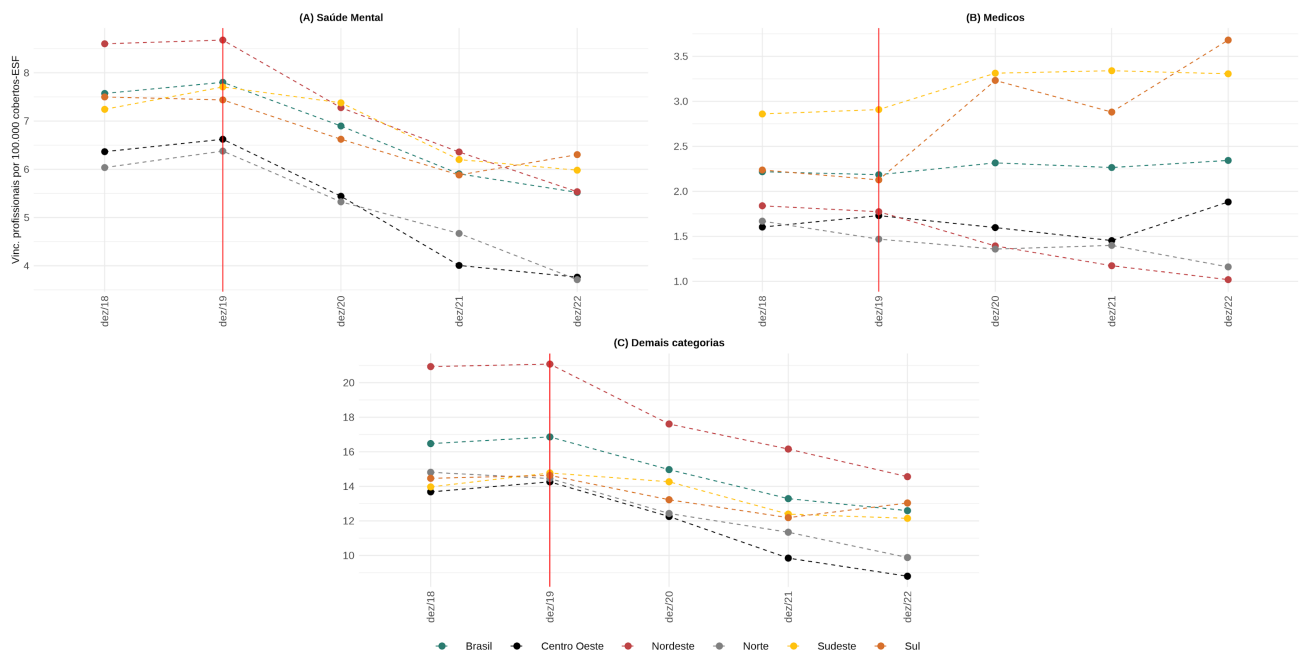 (A) Saúde Mental
Vinc. profissionais por 100.000 cobertos-ESF
8
7
6
5
4
dez/18
dez/19
dez/20
dez/21
dez/22
(B) Medicos
3.5
3.0
2.5
2.0
1.5
1.0
dez/18
dez/19
dez/20
dez/21
dez/22
(C) Demais categorias
20
18
16
14
12
10
dez/18
dez/19
dez/20
dez/21
dez/22
Brasil Centro Oeste Nordeste Norte Sudeste Sul